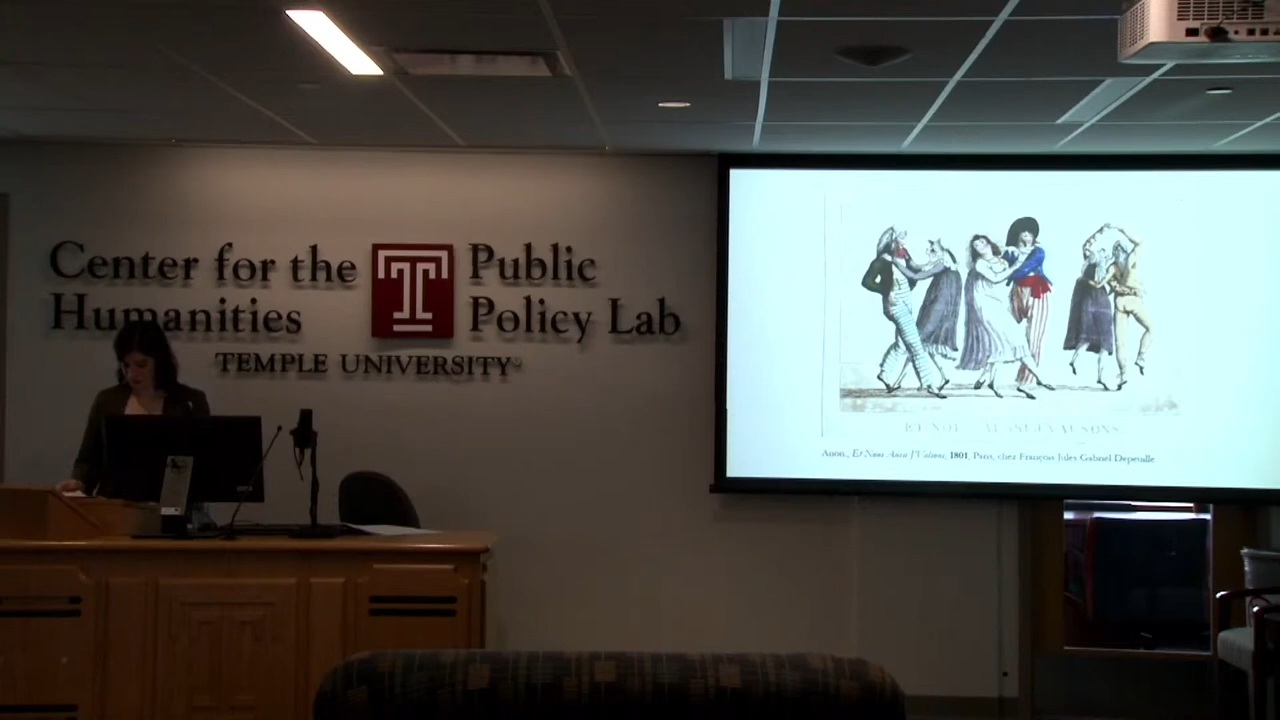 Center for the
Humanities
T
Public
Policy Lab
TEMPLE UNIVERSITY
Anon., Et Nous Aussi J'Valsons, 1801, Paris, chez François Jules Gabriel Depeuille